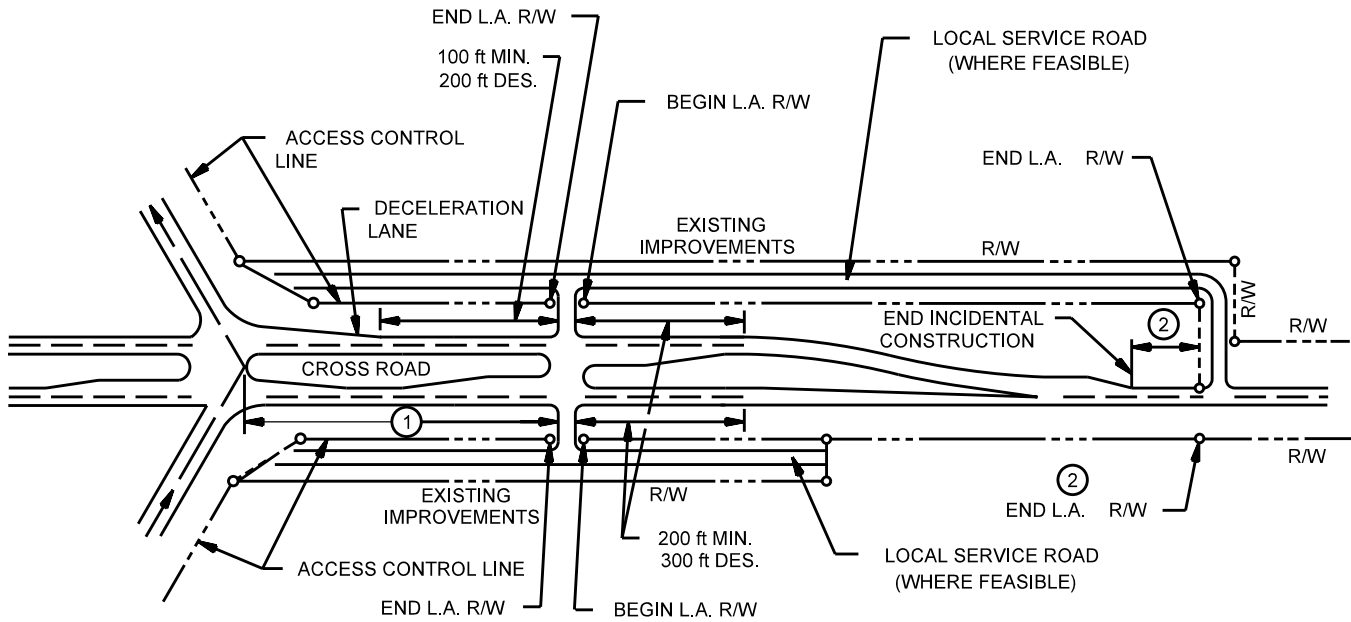 END L.A. R/W
100 ft MIN.
200 ft DES.
LOCAL SERVICE ROAD
(WHERE FEASIBLE)
BEGIN L.A. R/W
ACCESS CONTROL
LINE
END L.A. R/W
DECELERATION
LANE
EXISTING
IMPROVEMENTS
R/W
R/W
END INCIDENTAL
CONSTRUCTION
2
R/W
CROSS ROAD
1
R/W
EXISTING
IMPROVEMENTS
R/W
2
END L.A. R/W
200 ft MIN.
300 ft DES.
LOCAL SERVICE ROAD
(WHERE FEASIBLE)
ACCESS CONTROL LINE
END L.A. R/W
BEGIN L.A. R/W